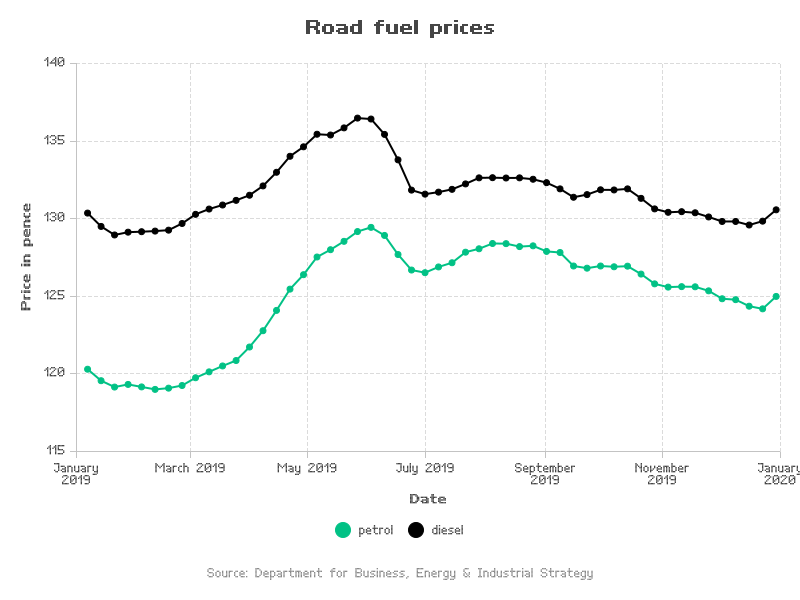 Road fuel prices
140
135
130
125
120
115
Price in pence
January
2019
March 2019
May 2019
July 2019
September
2019
November
2019
January
2020
Date
petrol
diesel
Source: Department for Business, Energy & Industrial Strategy